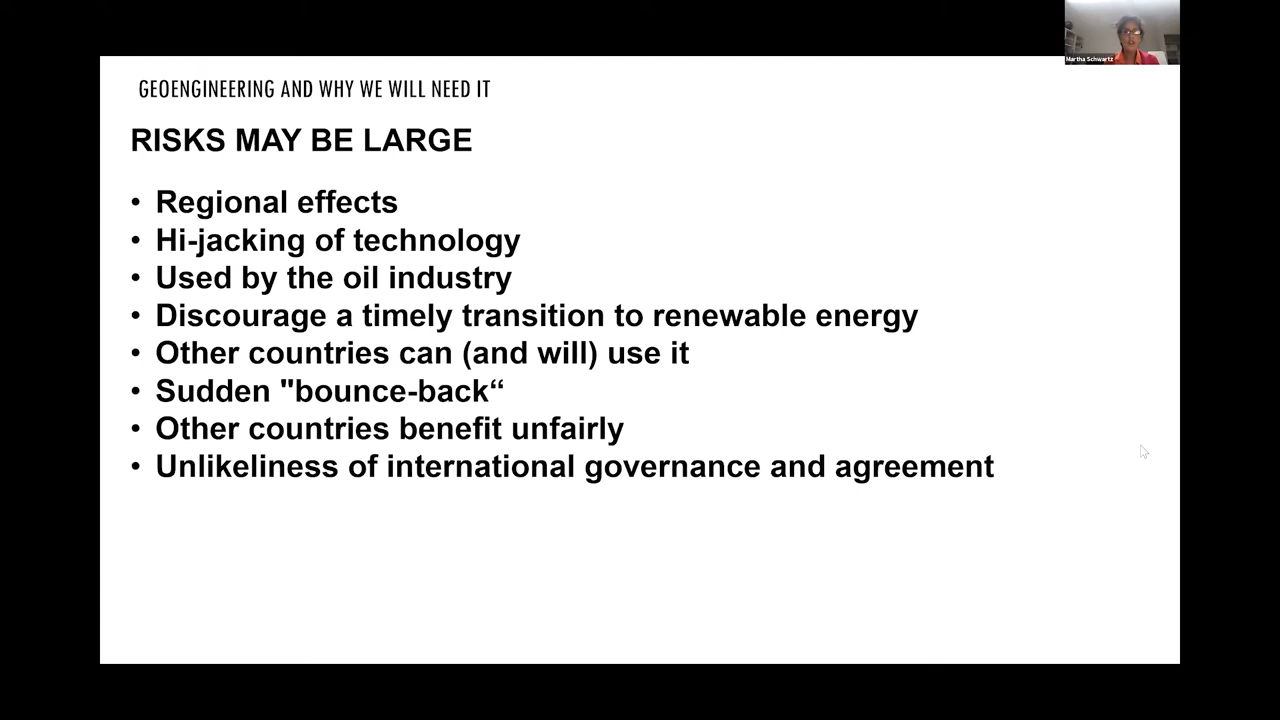 Martha Schwartz
GEOENGINEERING AND WHY WE WILL NEED IT
RISKS MAY BE LARGE
• Regional effects
• Hi-jacking of technology
• Used by the oil industry
• Discourage a timely transition to renewable energy
• Other countries can (and will) use it
• Sudden "bounce-back“
• Other countries benefit unfairly
• Unlikeliness of international governance and agreement